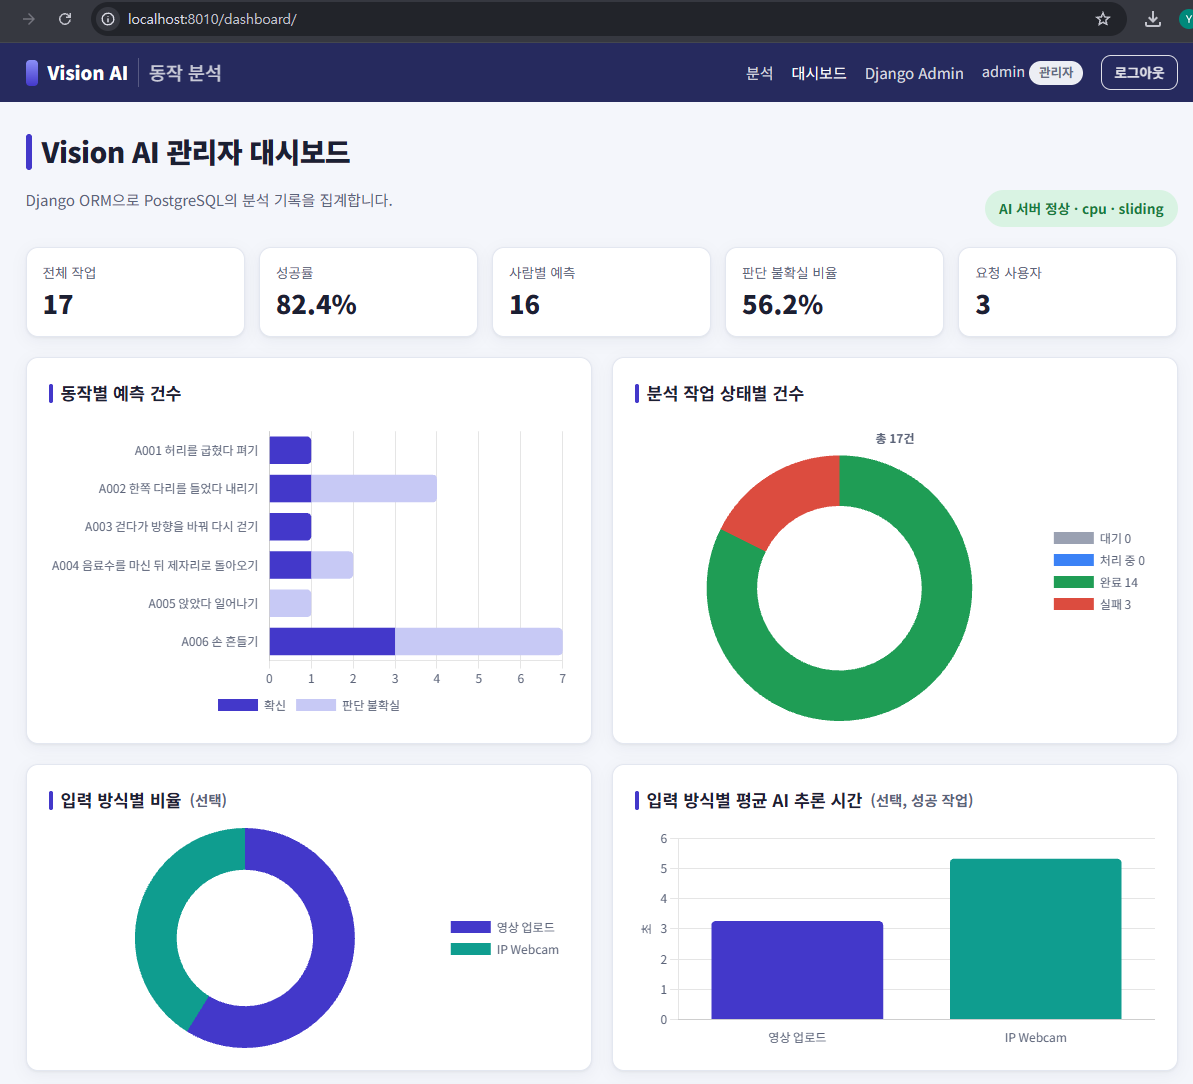 localhost:8010/dashboard/
Y
Vision AI 동작 분석
분석 대시보드 Django Admin admin 관리자 로그아웃
Vision AI 관리자 대시보드
Django ORM으로 PostgreSQL의 분석 기록을 집계합니다.
AI 서버 정상 · cpu · sliding
전체 작업
17
성공률
82.4%
사람별 예측
16
판단 불확실 비율
56.2%
요청 사용자
3
동작별 예측 건수
A001 허리를 굽혔다 펴기
A002 한쪽 다리를 들었다 내리기
A003 걷다가 방향을 바꿔 다시 걷기
A004 음료수를 마신 뒤 제자리로 돌아오기
A005 앉았다 일어나기
A006 손 흔들기
0 1 2 3 4 5 6 7
확신 판단 불확실
분석 작업 상태별 건수
총 17건
대기 0
처리 중 0
완료 14
실패 3
입력 방식별 비율 (선택)
영상 업로드
IP Webcam
입력 방식별 평균 AI 추론 시간 (선택, 성공 작업)
6
5
4
초
3
2
1
0
영상 업로드 IP Webcam